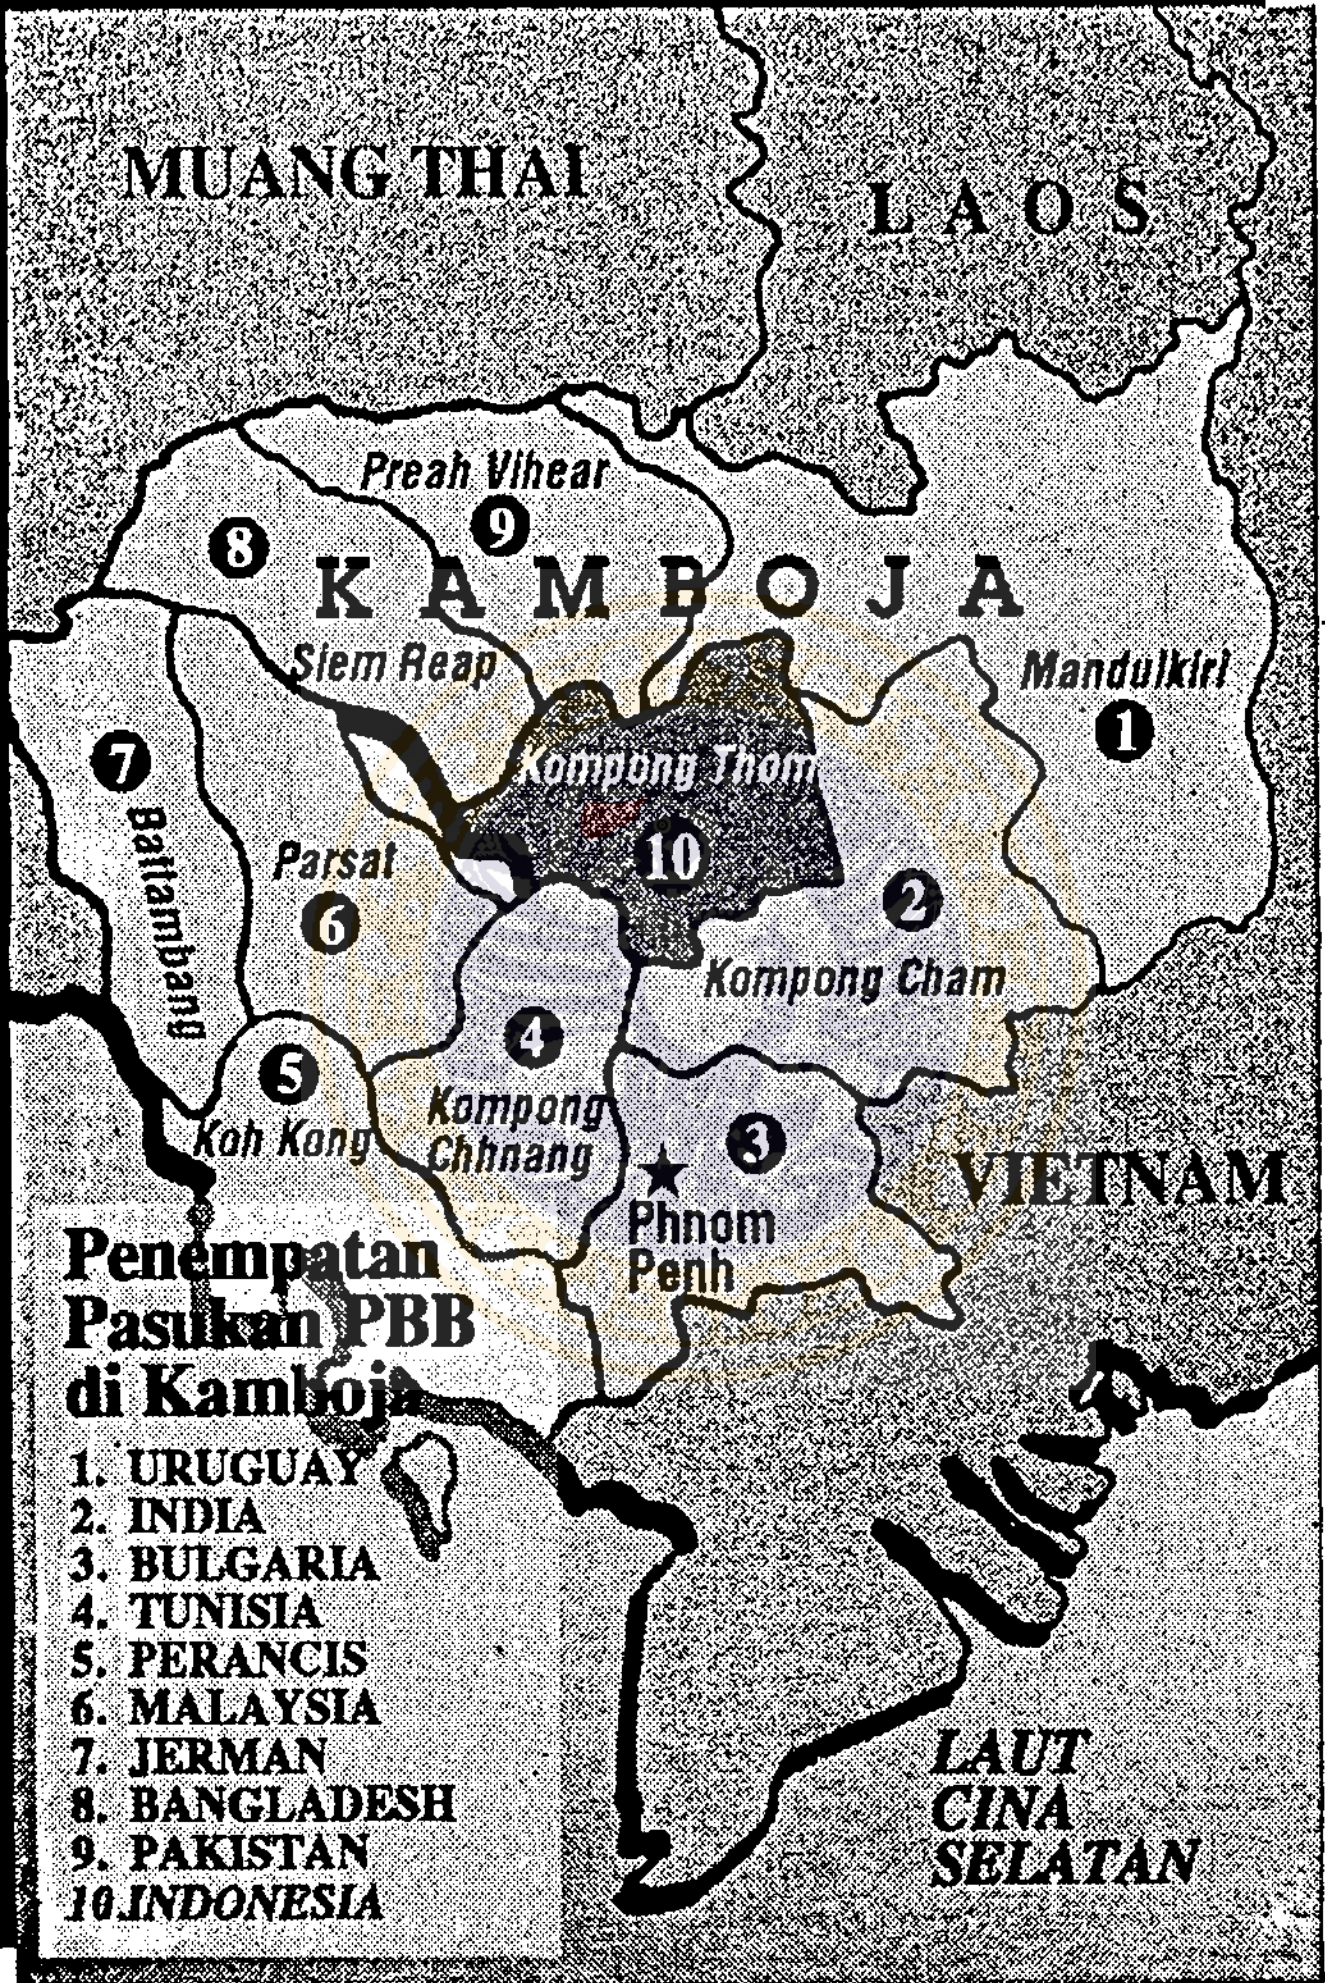 MUANG THAI
LAOS
Preah Vihear
9
8
KAMBOJA
Siem Reap
Mandulkiri
1
7
Kompong Thom
10
Battambang
Parsat
6
2
Kompong Cham
4
5
Kompong
Chhnang
Koh Kong
3
VIETNAM
Phnom
Penh
Penempatan
Pasukan PBB
di Kamboja
1. URUGUAY
2. INDIA
3. BULGARIA
4. TUNISIA
5. PERANCIS
6. MALAYSIA
7. JERMAN
8. BANGLADESH
9. PAKISTAN
10. INDONESIA
LAUT
CINA
SELATAN